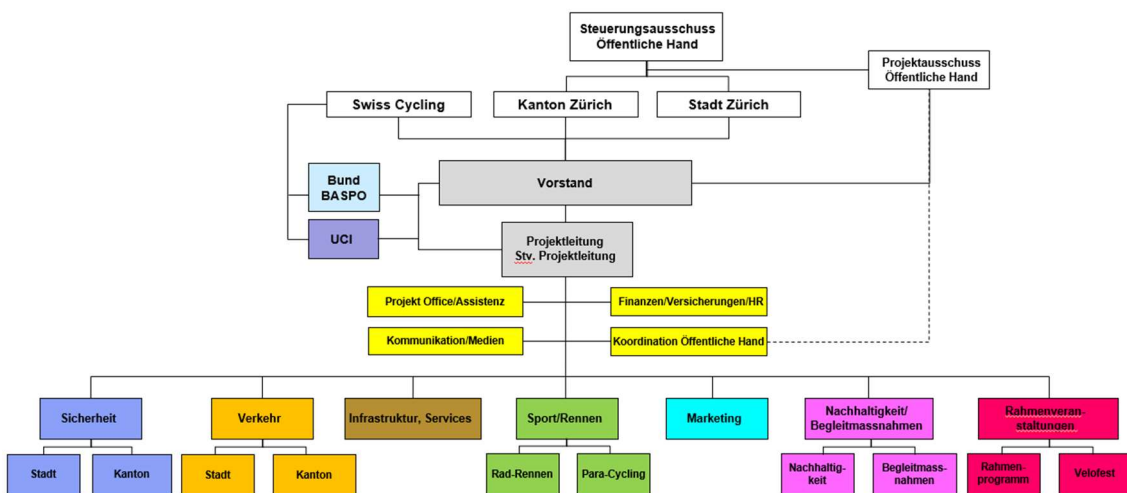 Steuerungsausschuss
Öffentliche Hand
Projektausschuss
Öffentliche Hand
Swiss Cycling
Kanton Zürich
Stadt Zürich
Bund
BASPO
Vorstand
UCI
Projektleitung
Stv. Projektleitung
Projekt Office/Assistenz
Finanzen/Versicherungen/HR
Kommunikation/Medien
Koordination Öffentliche Hand
Sicherheit
Verkehr
Infrastruktur, Services
Sport/Rennen
Marketing
Nachhaltigkeit/
Begleitmassnahmen
Rahmenveran-
staltungen
Stadt
Kanton
Stadt
Kanton
Rad-Rennen
Para-Cycling
Nachhaltig-
keit
Begleitmass-
nahmen
Rahmen-
programm
Velofest